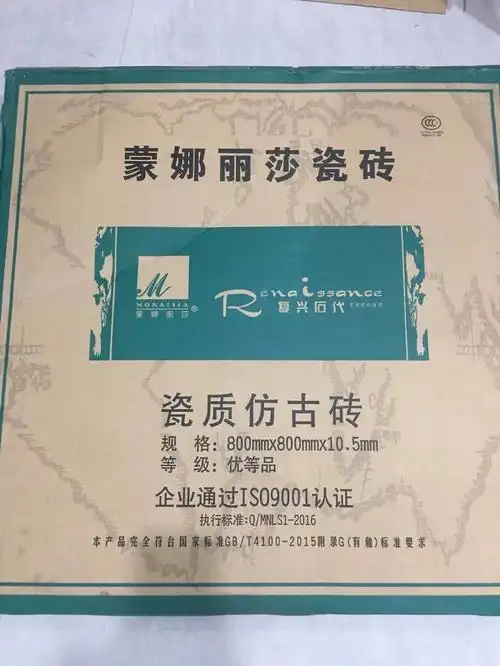 蒙娜丽莎瓷砖
M
MONALISA
蒙娜丽莎®
Renaissance
复兴石代
瓷质仿古砖
规 格: 800mmx800mmx10.5mm
等 级: 优等品
企业通过ISO9001认证
执行标准:Q/MNLS1-2016
本产品完全符合国家标准GB/T4100-2015附录G(有釉)标准要求